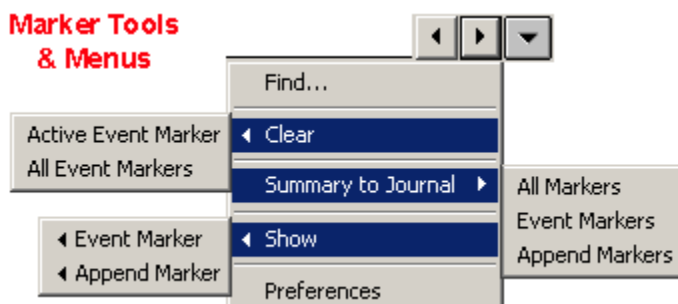 Marker Tools
& Menus
Find...
Active Event Marker
All Event Markers
Clear
Summary to Journal
All Markers
Event Markers
Append Markers
Event Marker
Append Marker
Show
Preferences